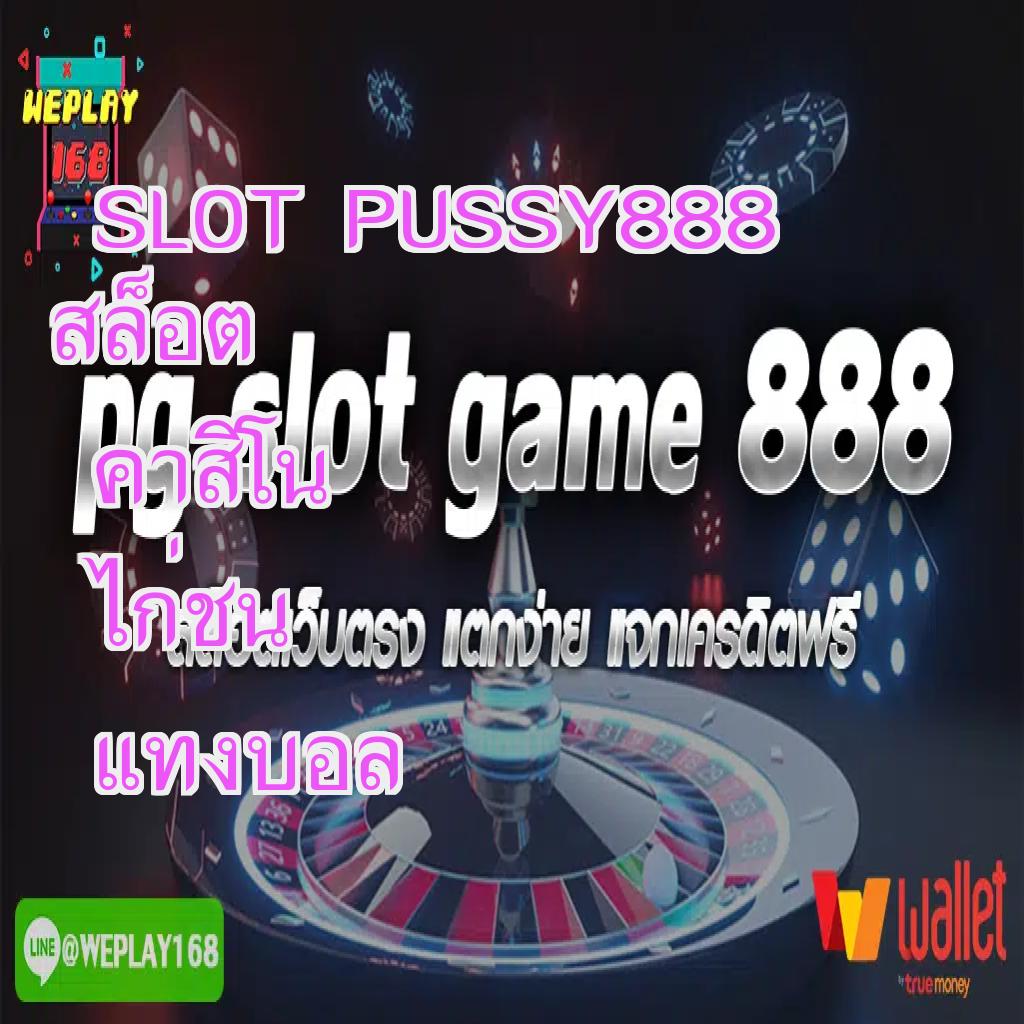 WEPLAY
168
SLOT PUSSY888
สล็อต
pg slot game 888
คาสิโน
ไก่ชน
เว็บตรง แตกง่าย แจกเครดิตฟรี
แทงบอล
LINE @WEPLAY168
wallet
by truemoney